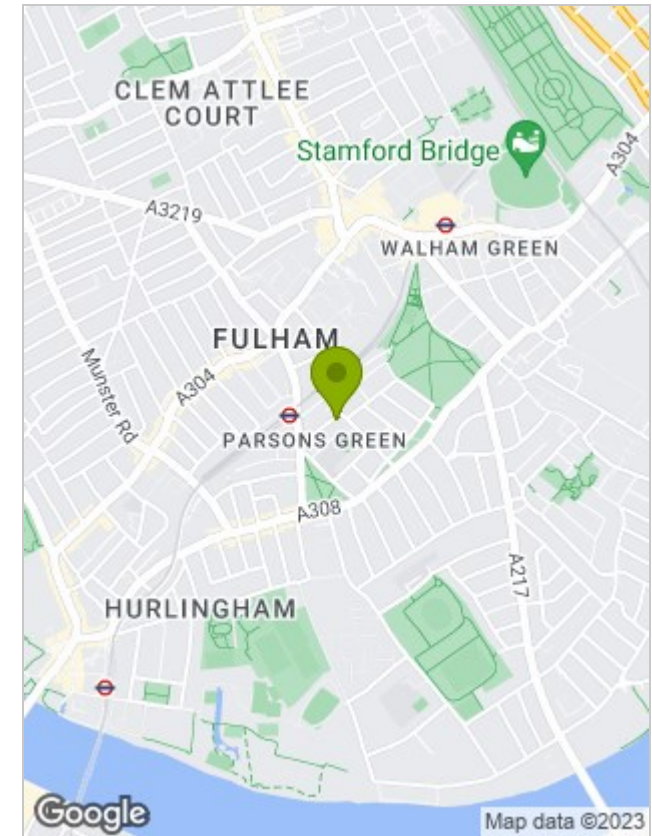 CLEM ATTLEE
COURT
Stamford Bridge
A304
A3219
WALHAM GREEN
FULHAM
Munster Rd
A304
PARSONS GREEN
A308
A217
HURLINGHAM
Google
Map data ©2023